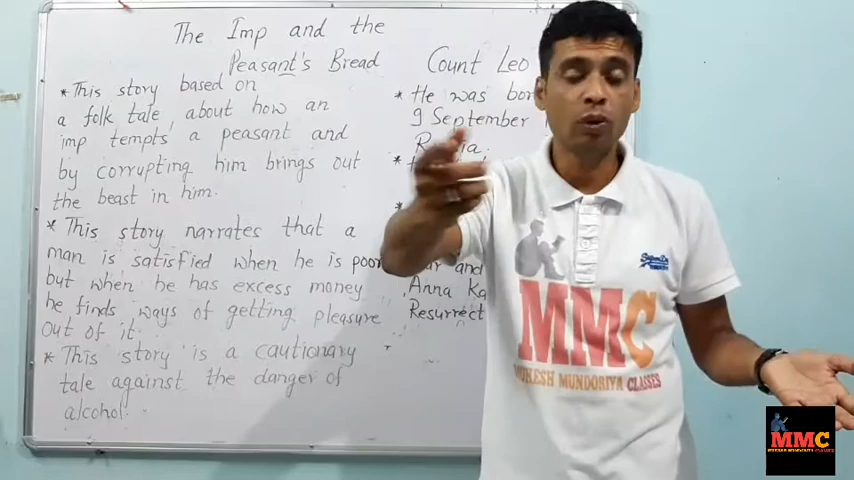 The Imp and the
Peasant's Bread
* This story based on
a folk tale, about how an
imp tempts a peasant and
by corrupting him brings out
the beast in him.
* This story narrates that a
man is satisfied when he is poor
but when he has excess money
he finds ways of getting pleasure
out of it.
* This story is a cautionary
tale against the danger of
alcohol.
Count Leo
* He was
9 September
*
and
Anna
Resurrect
SuperDry
MMC
MUKESH MUNDORIYA CLASSES
MMC